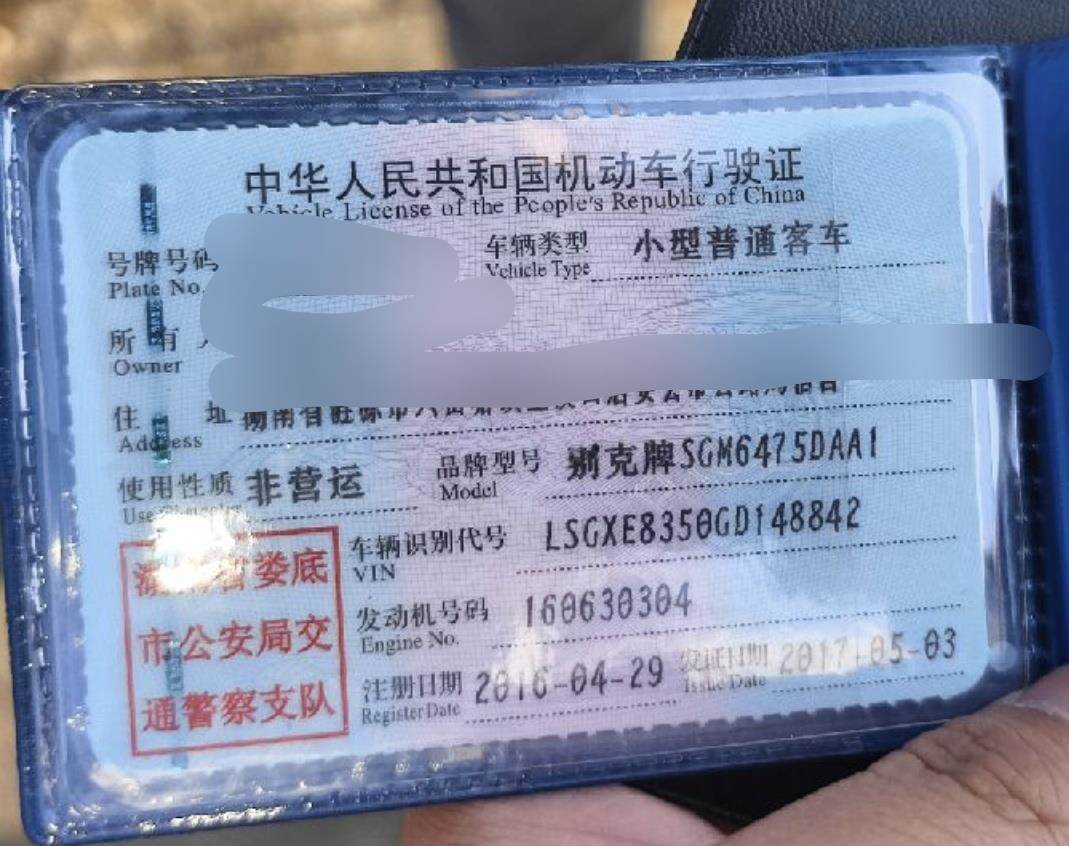 中华人民共和国机动车行驶证
Vehicle License of the People's Republic of China
号牌号码
Plate No.
车辆类型 小型普通客车
Vehicle Type
所有
Owner
住 址 湖南省
Address
使用性质 非营运
品牌型号 别克牌SGM6475DAA1
Model
车辆识别代号 LSGXE8350GD148842
VIN
发动机号码 160630304
Engine No.
注册日期 2016-04-29
Register Date
发证日期 2017-05-03
Issue Date
湖南省娄底
市公安局交
通警察支队